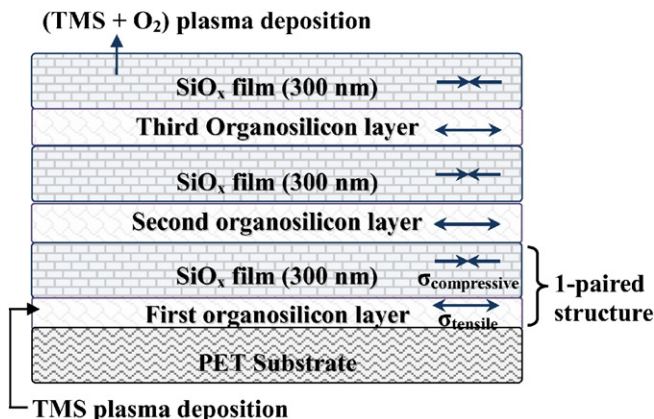 (TMS + O₂) plasma deposition
SiOₓ film (300 nm)
Third Organosilicon layer
SiOₓ film (300 nm)
Second organosilicon layer
SiOₓ film (300 nm)
σcompressive
1-paired
structure
First organosilicon layer
σtensile
PET Substrate
TMS plasma deposition